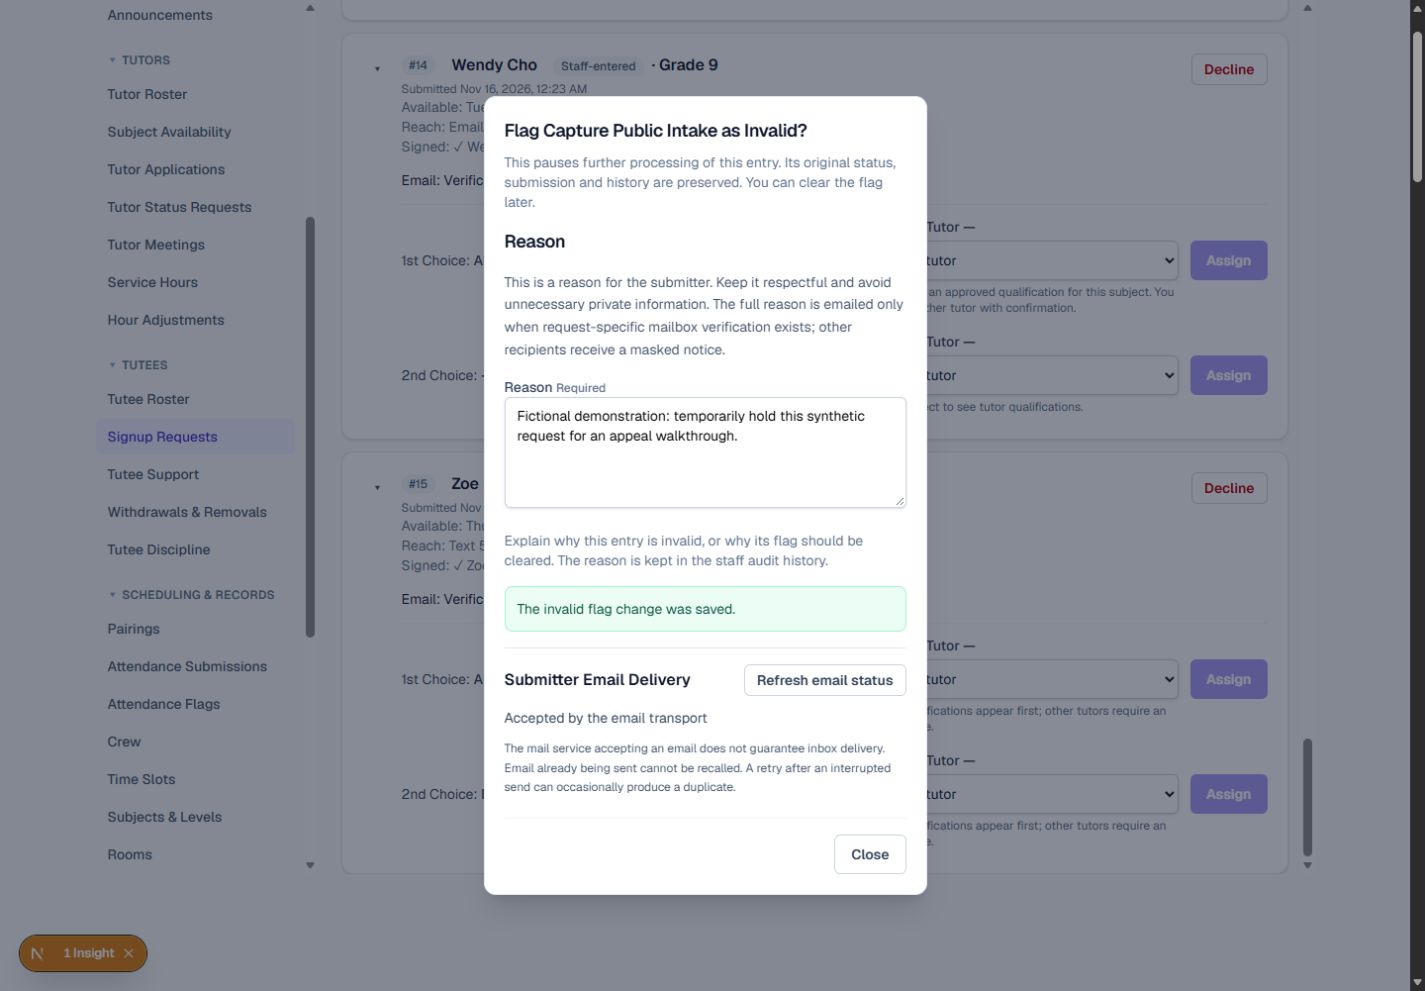 Announcements
TUTORS
Tutor Roster
Subject Availability
Tutor Applications
Tutor Status Requests
Tutor Meetings
Service Hours
Hour Adjustments
TUTEES
Tutee Roster
Signup Requests
Tutee Support
Withdrawals & Removals
Tutee Discipline
SCHEDULING & RECORDS
Pairings
Attendance Submissions
Attendance Flags
Crew
Time Slots
Subjects & Levels
Rooms
1 Insight
#14 Wendy Cho Staff-entered · Grade 9
Decline
Submitted Nov 16, 2026, 12:23 AM
Available:
Reach: Email
Signed: ✓
Email:
Tutor —
1st Choice:
tutor
Assign
an approved qualification for this subject. You
tutor with confirmation.
Tutor —
2nd Choice:
tutor
Assign
to see tutor qualifications.
#15 Zoe
Decline
Submitted Nov
Available:
Reach: Text
Signed: ✓
Email:
Tutor —
1st Choice:
tutor
Assign
appear first; other tutors require an
Tutor —
2nd Choice:
tutor
Assign
appear first; other tutors require an
Flag Capture Public Intake as Invalid?
This pauses further processing of this entry. Its original status,
submission and history are preserved. You can clear the flag
later.
Reason
This is a reason for the submitter. Keep it respectful and avoid
unnecessary private information. The full reason is emailed only
when request-specific mailbox verification exists; other
recipients receive a masked notice.
Reason Required
Fictional demonstration: temporarily hold this synthetic
request for an appeal walkthrough.
Explain why this entry is invalid, or why its flag should be
cleared. The reason is kept in the staff audit history.
The invalid flag change was saved.
Submitter Email Delivery
Refresh email status
Accepted by the email transport
The mail service accepting an email does not guarantee inbox delivery.
Email already being sent cannot be recalled. A retry after an interrupted
send can occasionally produce a duplicate.
Close